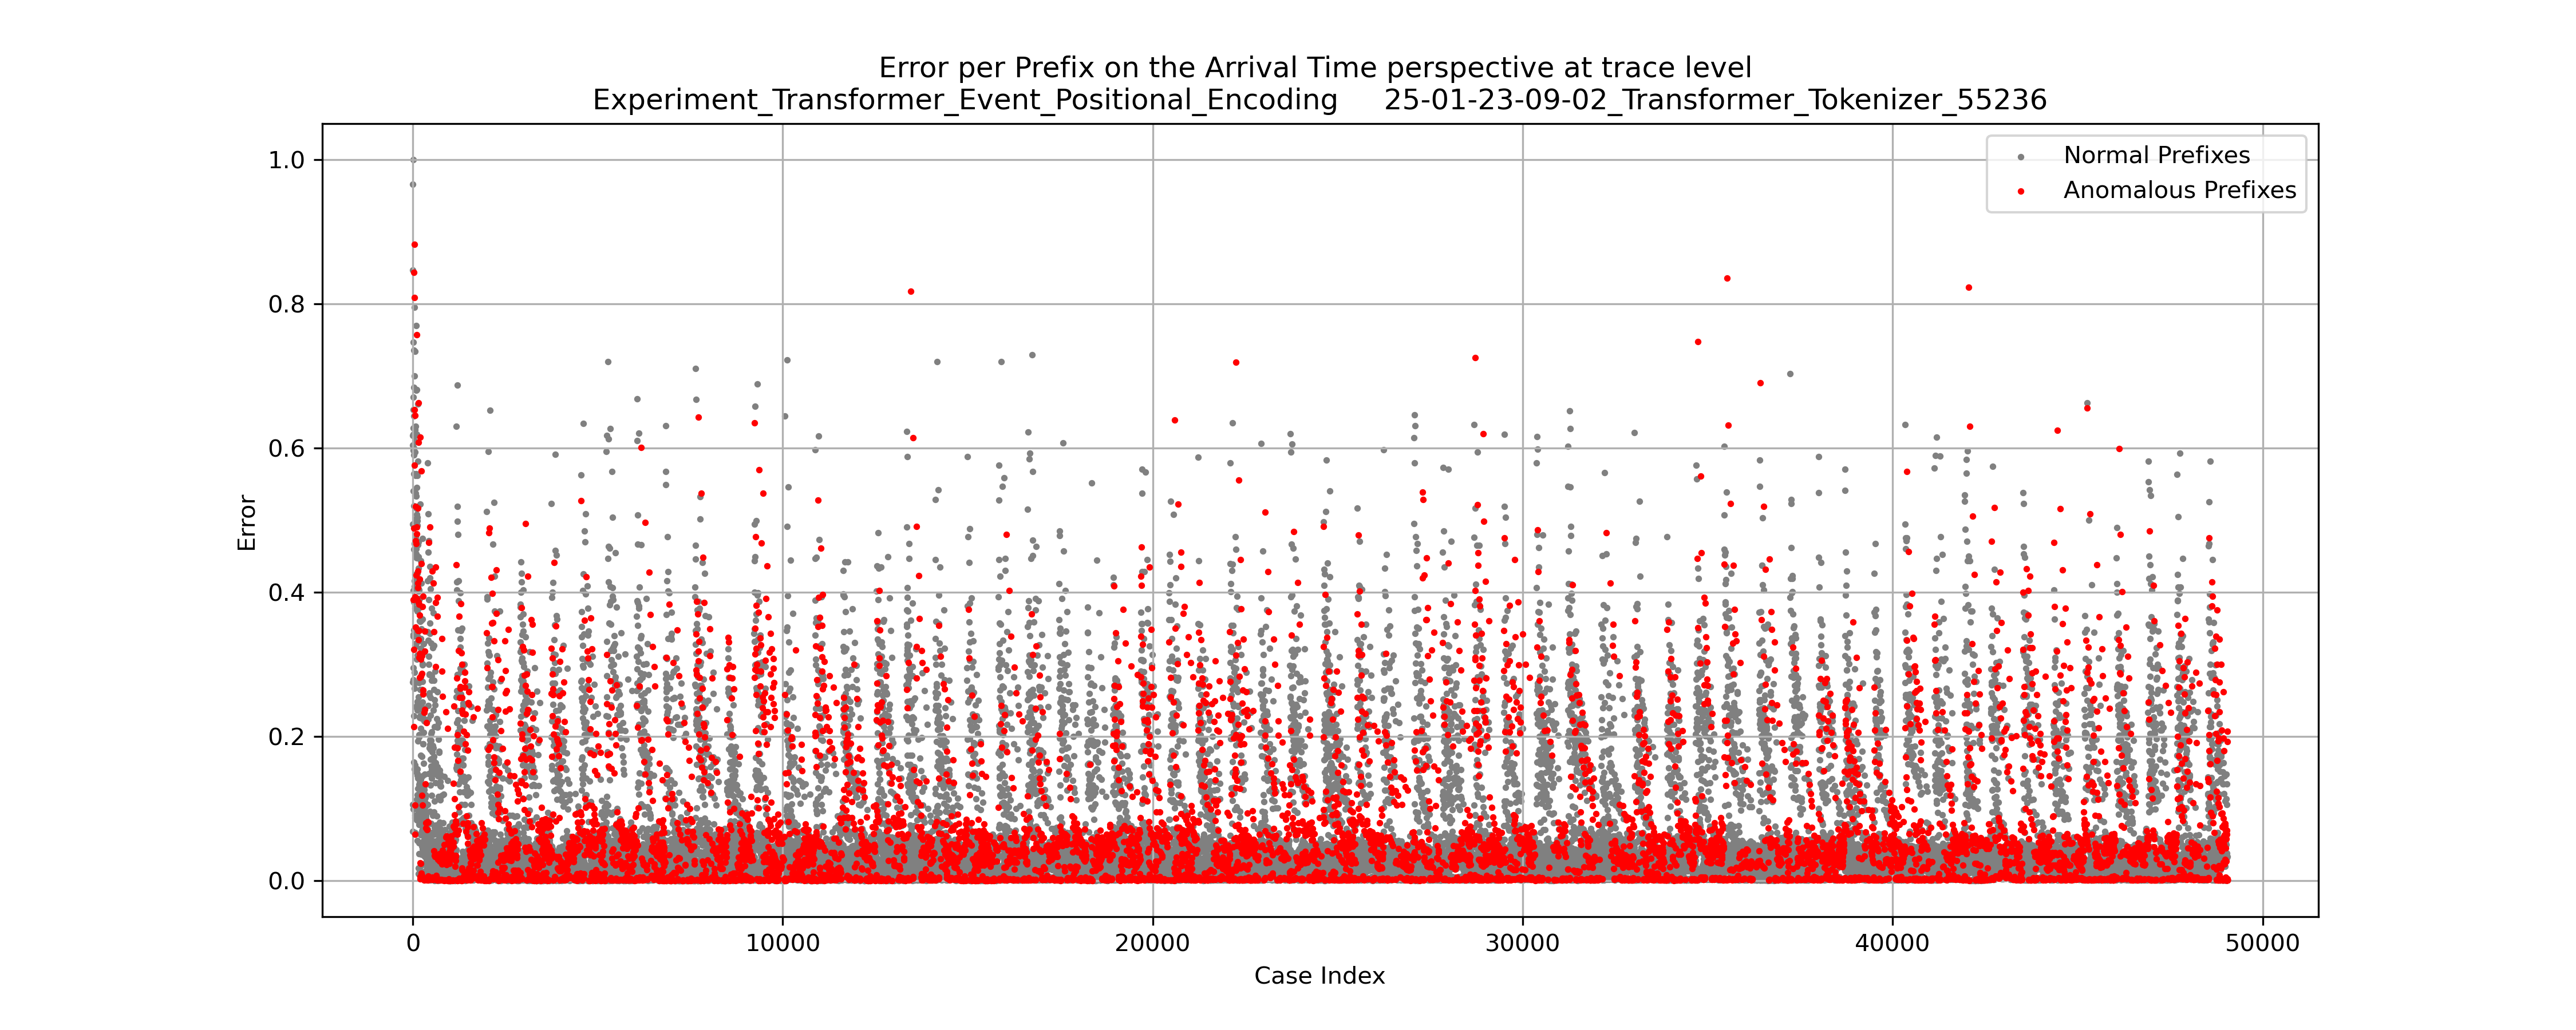 Error per Prefix on the Arrival Time perspective at trace level
Experiment_Transformer_Event_Positional_Encoding 25-01-23-09-02_Transformer_Tokenizer_55236
Normal Prefixes
Anomalous Prefixes
1.0
0.8
0.6
0.4
0.2
0.0
Error
0 10000 20000 30000 40000 50000
Case Index